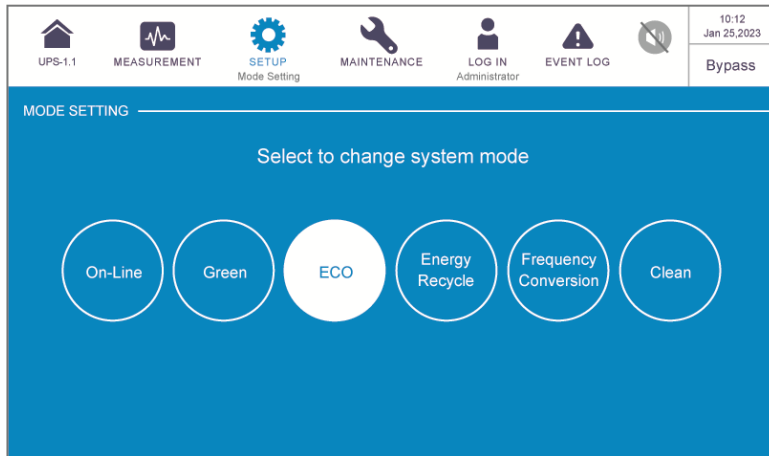 UPS-1.1
MEASUREMENT
SETUP
Mode Setting
MAINTENANCE
LOG IN
Administrator
EVENT LOG
10:12
Jan 25,2023
Bypass
MODE SETTING
Select to change system mode
On-Line
Green
ECO
Energy
Recycle
Frequency
Conversion
Clean